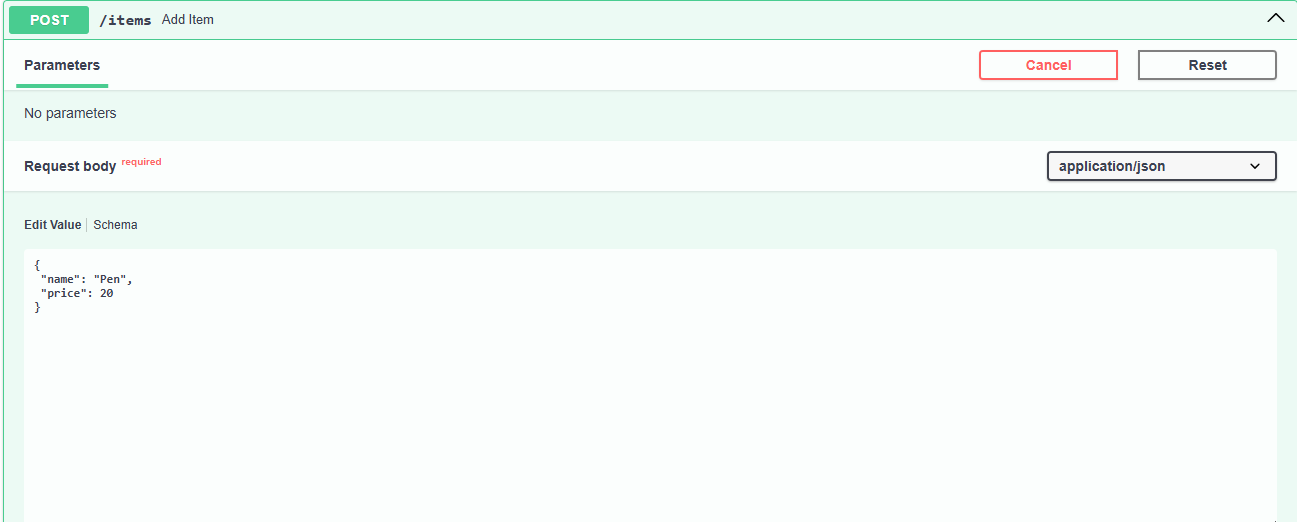 POST /items Add Item
Parameters Cancel Reset
No parameters
Request body required application/json
Edit Value Schema
{
 "name": "Pen",
 "price": 20
}